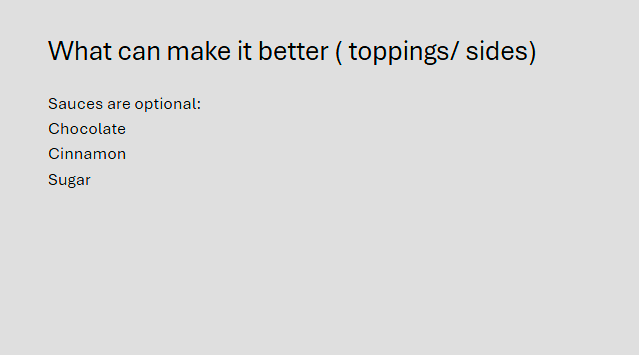 What can make it better ( toppings/ sides)
Sauces are optional:
Chocolate
Cinnamon
Sugar